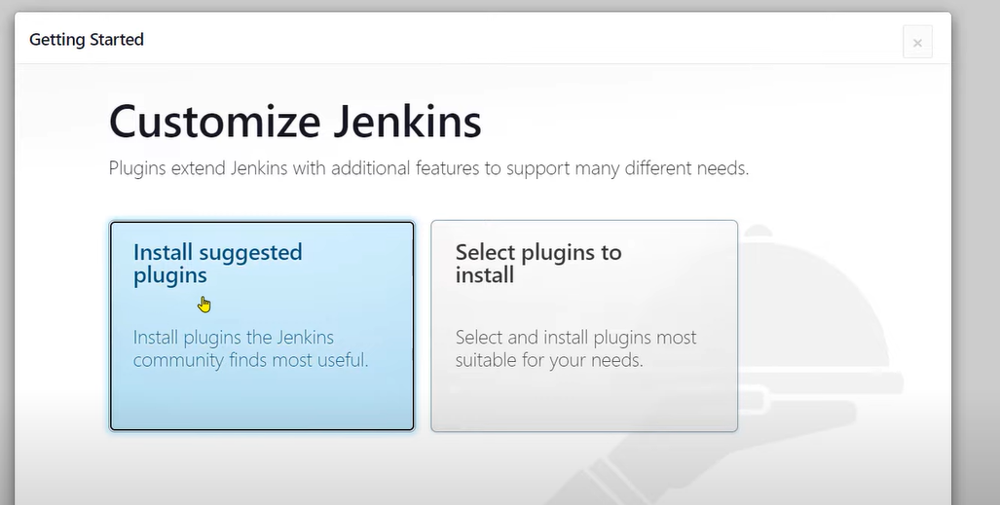 Getting Started
×
Customize Jenkins
Plugins extend Jenkins with additional features to support many different needs.
Install suggested
plugins
Install plugins the Jenkins
community finds most useful.
Select plugins to
install
Select and install plugins most
suitable for your needs.